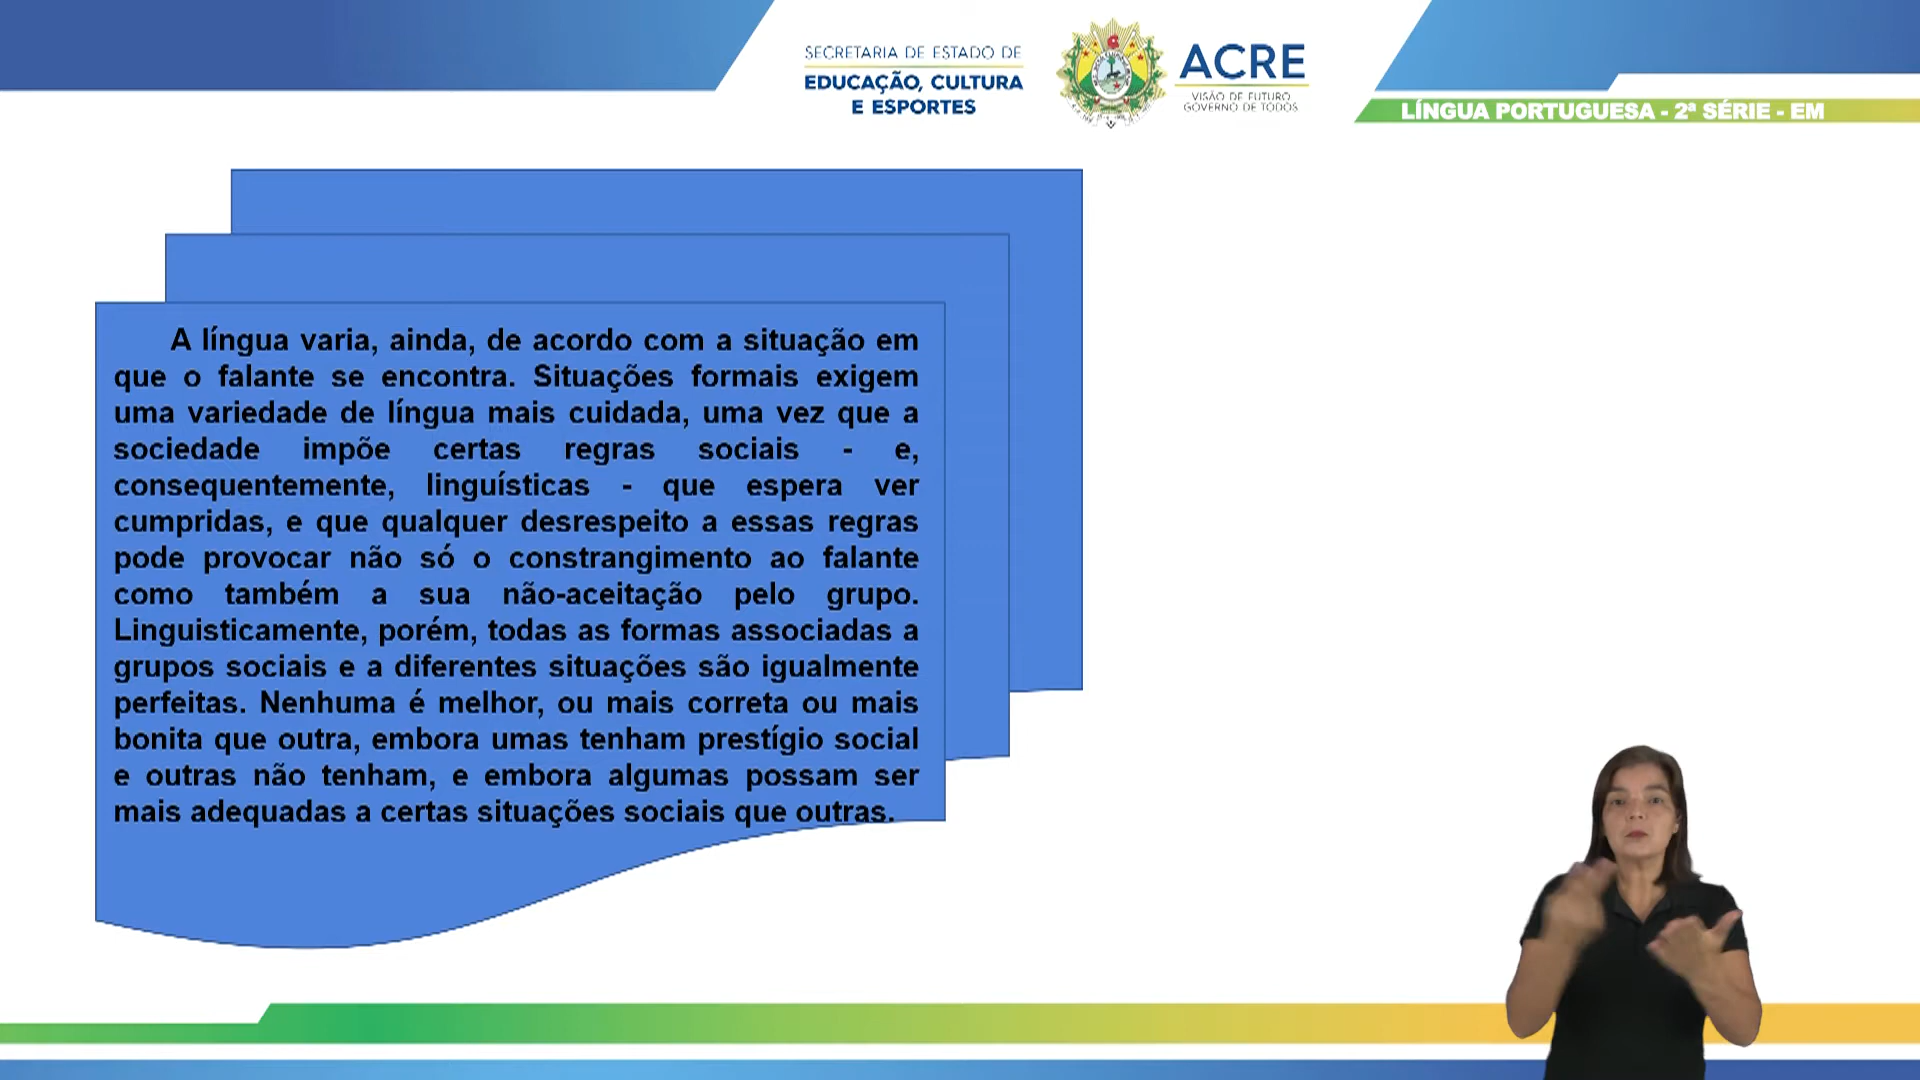 SECRETARIA DE ESTADO DE
EDUCAÇÃO, CULTURA
E ESPORTES
ACRE
VISÃO DE FUTURO
GOVERNO DE TODOS
LÍNGUA PORTUGUESA - 2ª SÉRIE - EM
A língua varia, ainda, de acordo com a situação em
que o falante se encontra. Situações formais exigem
uma variedade de língua mais cuidada, uma vez que a
sociedade impõe certas regras sociais - e,
consequentemente, linguísticas - que espera ver
cumpridas, e que qualquer desrespeito a essas regras
pode provocar não só o constrangimento ao falante
como também a sua não-aceitação pelo grupo.
Linguisticamente, porém, todas as formas associadas a
grupos sociais e a diferentes situações são igualmente
perfeitas. Nenhuma é melhor, ou mais correta ou mais
bonita que outra, embora umas tenham prestígio social
e outras não tenham, e embora algumas possam ser
mais adequadas a certas situações sociais que outras.